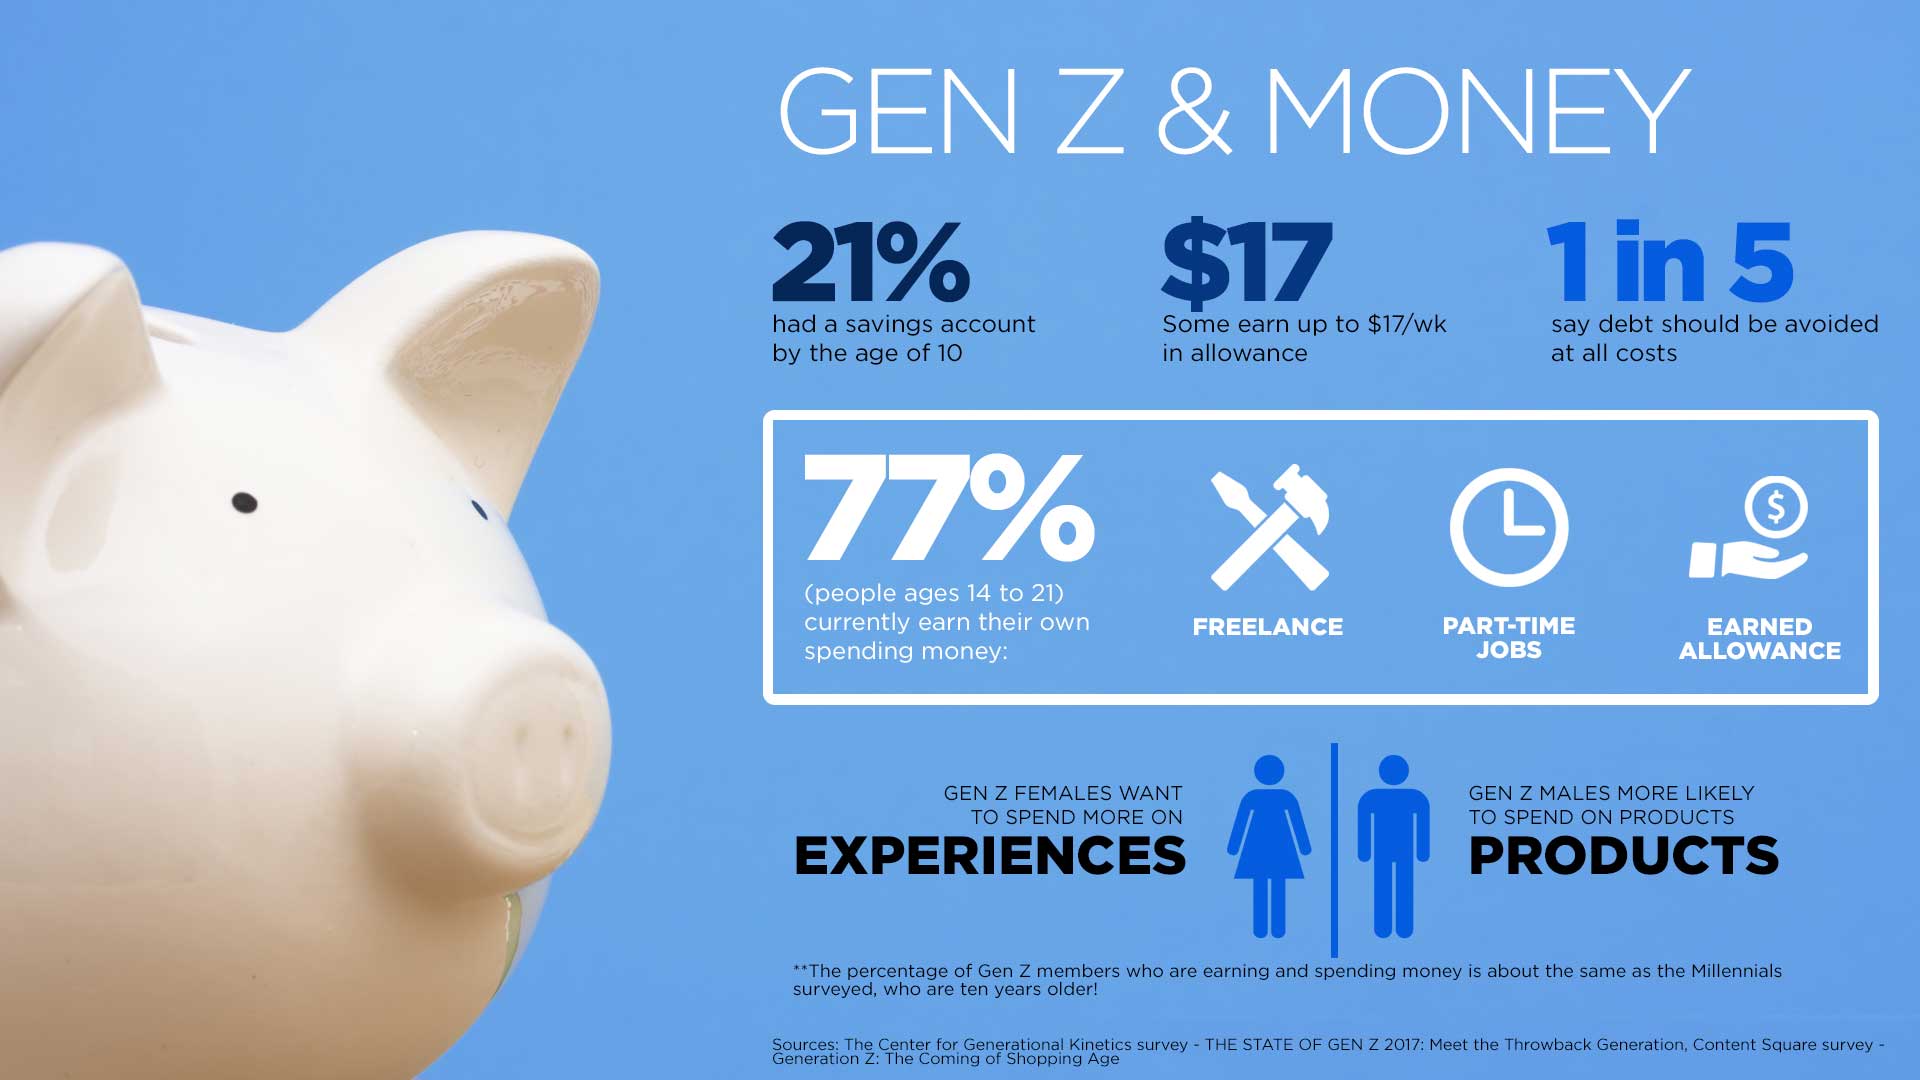 GEN Z & MONEY
21%
had a savings account
by the age of 10
$17
Some earn up to $17/wk
in allowance
1 in 5
say debt should be avoided
at all costs
77%
(people ages 14 to 21)
currently earn their own
spending money:
FREELANCE
PART-TIME
JOBS
$
EARNED
ALLOWANCE
GEN Z FEMALES WANT
TO SPEND MORE ON
EXPERIENCES
GEN Z MALES MORE LIKELY
TO SPEND ON PRODUCTS
PRODUCTS
**The percentage of Gen Z members who are earning and spending money is about the same as the Millennials
surveyed, who are ten years older!
Sources: The Center for Generational Kinetics survey - THE STATE OF GEN Z 2017: Meet the Throwback Generation, Content Square survey -
Generation Z: The Coming of Shopping Age